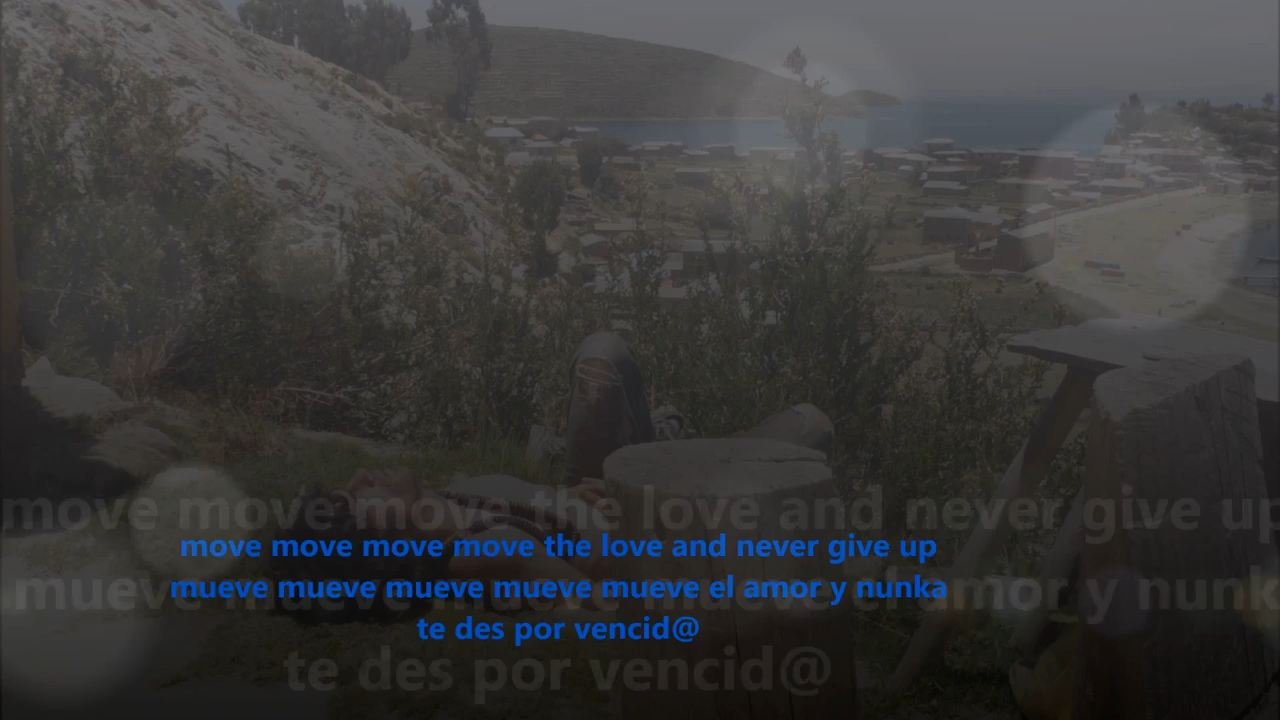 move move move move the love and never give up
mueve mueve mueve mueve mueve el amor y nunka
te des por vencid@